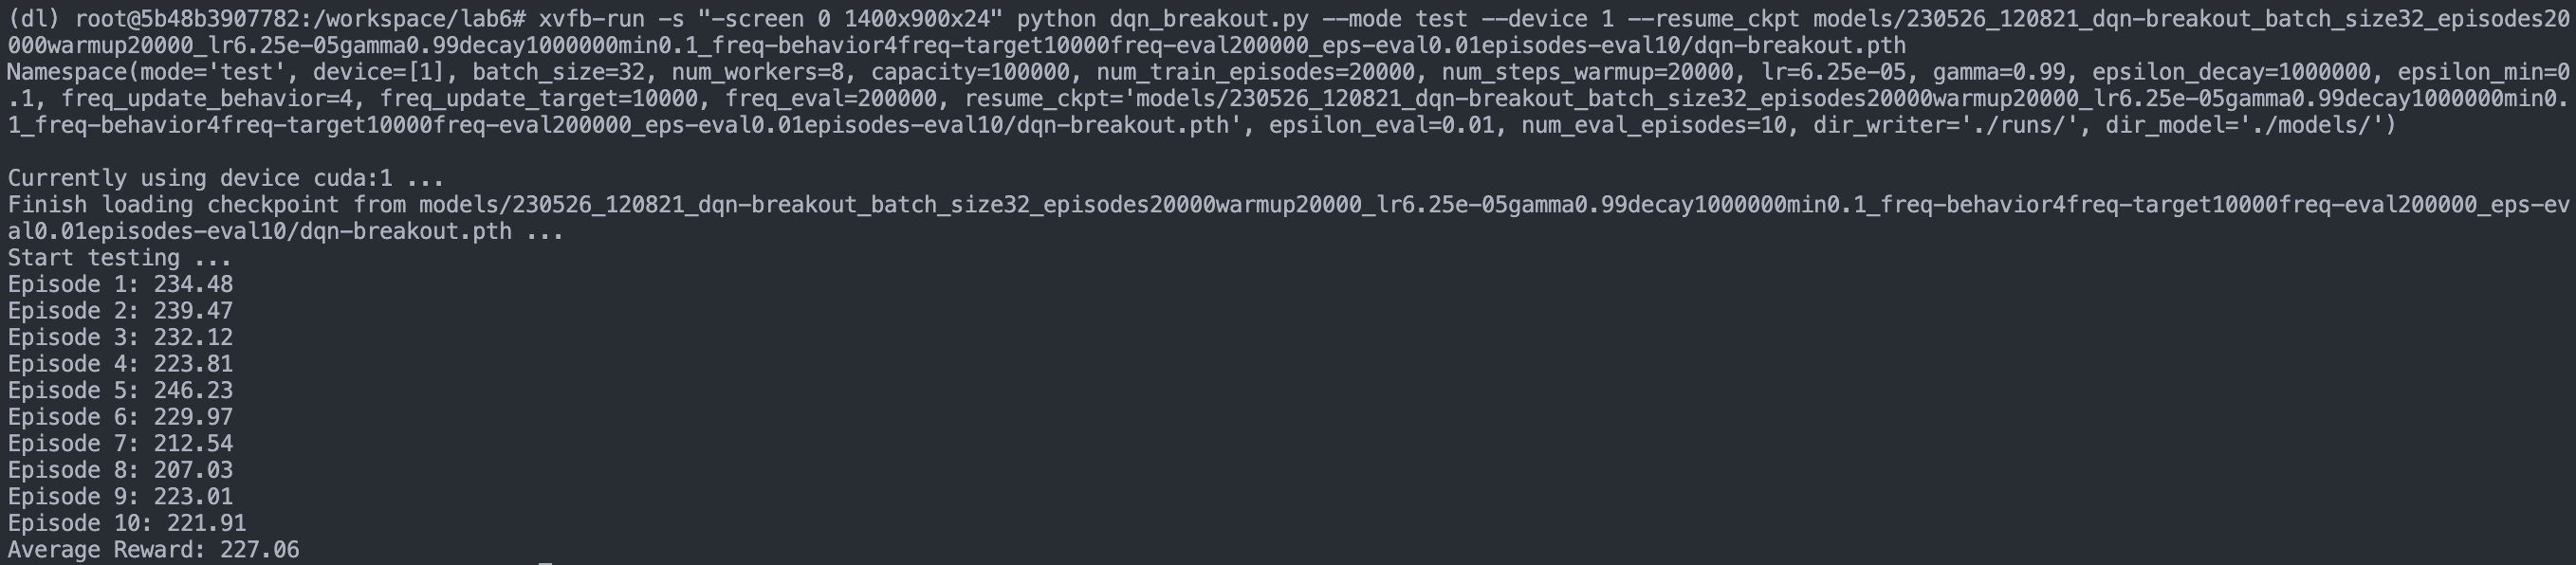 (dl) root@5b48b3907782:/workspace/lab6# xvfb-run -s "-screen 0 1400x900x24" python dqn_breakout.py --mode test --device 1 --resume_ckpt models/230526_120821_dqn-breakout_batch_size32_episodes20
000warmup20000_lr6.25e-05gamma0.99decay1000000min0.1_freq-behavior4freq-target10000freq-eval200000_eps-eval0.01episodes-eval10/dqn-breakout.pth
Namespace(mode='test', device=[1], batch_size=32, num_workers=8, capacity=100000, num_train_episodes=20000, num_steps_warmup=20000, lr=6.25e-05, gamma=0.99, epsilon_decay=1000000, epsilon_min=0
.1, freq_update_behavior=4, freq_update_target=10000, freq_eval=200000, resume_ckpt='models/230526_120821_dqn-breakout_batch_size32_episodes20000warmup20000_lr6.25e-05gamma0.99decay1000000min0.
1_freq-behavior4freq-target10000freq-eval200000_eps-eval0.01episodes-eval10/dqn-breakout.pth', epsilon_eval=0.01, num_eval_episodes=10, dir_writer='./runs/', dir_model='./models/')
Currently using device cuda:1 ...
Finish loading checkpoint from models/230526_120821_dqn-breakout_batch_size32_episodes20000warmup20000_lr6.25e-05gamma0.99decay1000000min0.1_freq-behavior4freq-target10000freq-eval200000_eps-ev
al0.01episodes-eval10/dqn-breakout.pth ...
Start testing ...
Episode 1: 234.48
Episode 2: 239.47
Episode 3: 232.12
Episode 4: 223.81
Episode 5: 246.23
Episode 6: 229.97
Episode 7: 212.54
Episode 8: 207.03
Episode 9: 223.01
Episode 10: 221.91
Average Reward: 227.06